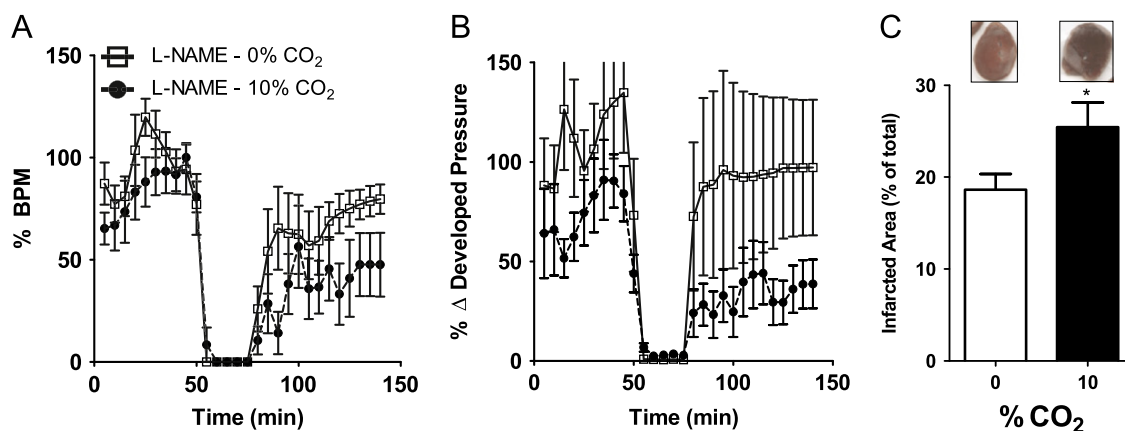 A
% BPM
150
100
50
0
0
50
100
150
Time (min)
L-NAME - 0% CO₂
L-NAME - 10% CO₂
B
% Δ Developed Pressure
150
100
50
0
0
50
100
150
Time (min)
C
Infarcted Area (% of total)
30
20
10
0
*
0
10
% CO₂